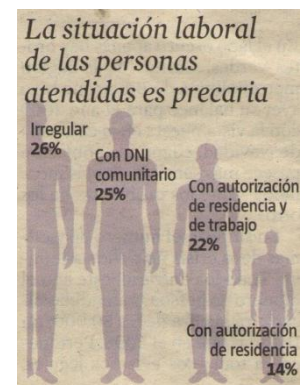 La situación laboral
de las personas
atendidas es precaria
Irregular
26%
Con DNI
comunitario
25%
Con autorización
de residencia y
de trabajo
22%
Con autorización
de residencia
14%